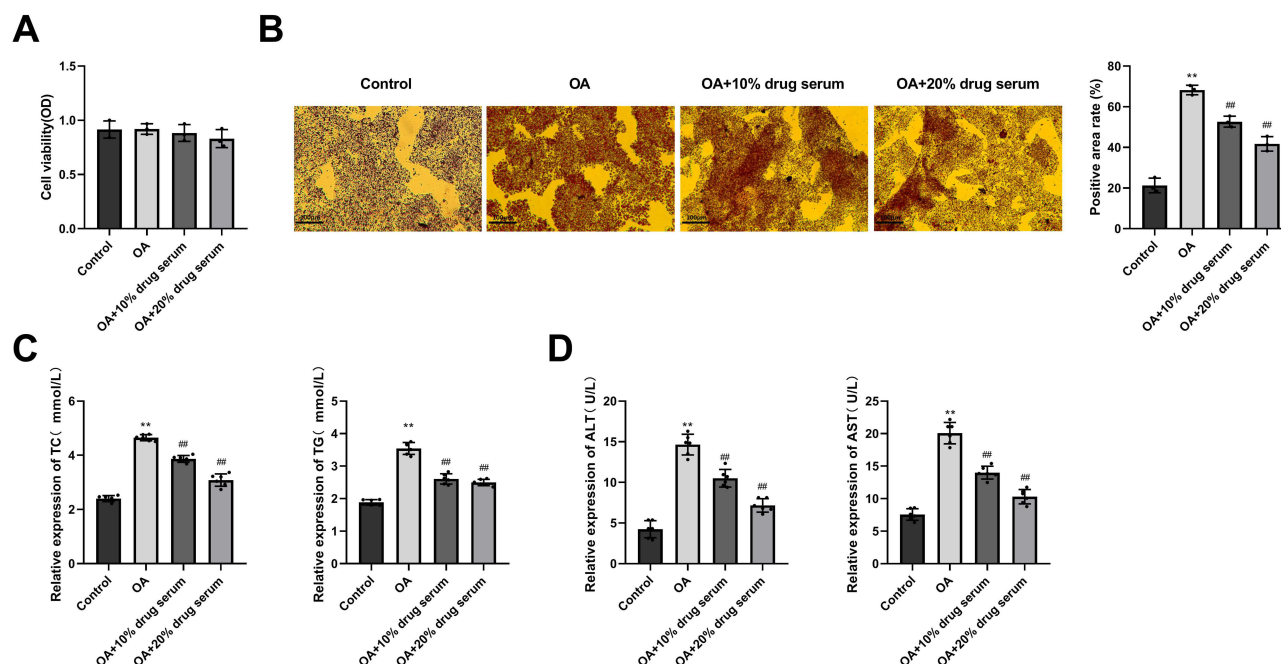 A
Cell viability(OD)
1.5
1.0
0.5
0.0
Control
OA
OA+10% drug serum
OA+20% drug serum
B
Control
OA
OA+10% drug serum
OA+20% drug serum
100μm
100μm
100μm
100μm
Positive area rate (%)
80
60
40
20
0
**
##
##
Control
OA
OA+10% drug serum
OA+20% drug serum
C
Relative expression of TC( mmol/L)
6
4
2
0
**
##
##
Control
OA
OA+10% drug serum
OA+20% drug serum
Relative expression of TG( mmol/L)
5
4
3
2
1
0
**
##
##
Control
OA
OA+10% drug serum
OA+20% drug serum
D
Relative expression of ALT( U/L)
20
15
10
5
0
**
##
##
Control
OA
OA+10% drug serum
OA+20% drug serum
Relative expression of AST( U/L)
25
20
15
10
5
0
**
##
##
Control
OA
OA+10% drug serum
OA+20% drug serum